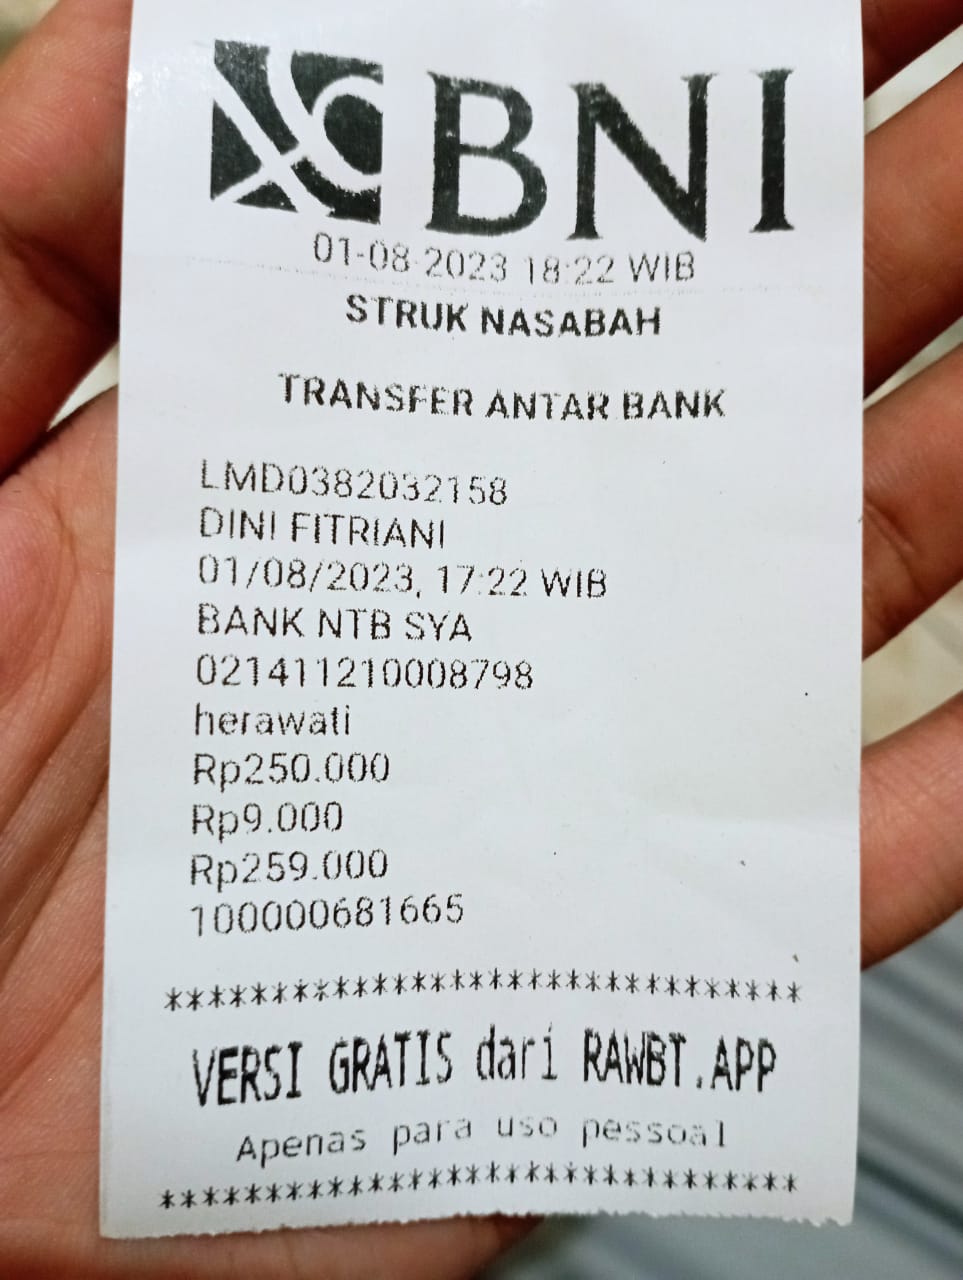 BNI
01-08-2023 18:22 WIB
STRUK NASABAH
TRANSFER ANTAR BANK
LMD0382032158
DINI FITRIANI
01/08/2023, 17:22 WIB
BANK NTB SYA
021411210008798
herawati
Rp250.000
Rp9.000
Rp259.000
100000681665
*******************************
VERSI GRATIS dari RAWBT.APP
Apenas para uso pessoal
*******************************